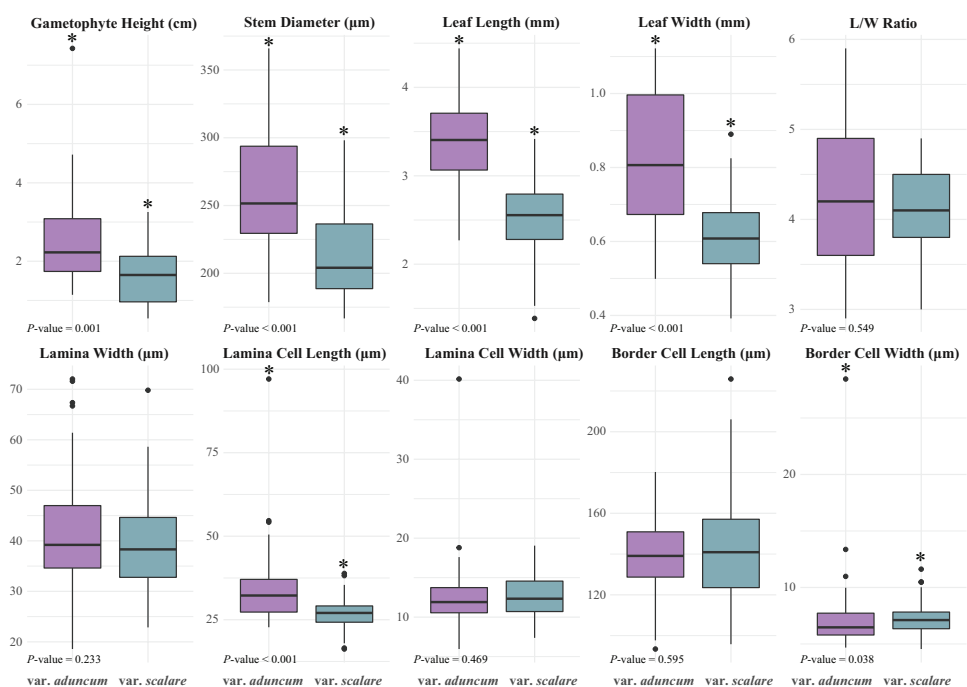 Gametophyte Height (cm) Stem Diameter (µm) Leaf Length (mm) Leaf Width (mm) L/W Ratio
* * * * * * * *
6
4
2
P-value = 0.001
350
300
250
200
P-value < 0.001
4
3
2
P-value < 0.001
1.0
0.8
0.6
0.4
P-value < 0.001
6
5
4
3
P-value = 0.549
Lamina Width (µm) Lamina Cell Length (µm) Lamina Cell Width (µm) Border Cell Length (µm) Border Cell Width (µm)
* * * *
70
60
50
40
30
20
P-value = 0.233
100
75
50
25
P-value < 0.001
40
30
20
10
P-value = 0.469
200
160
120
P-value = 0.595
20
10
P-value = 0.038
var. aduncum var. scalare var. aduncum var. scalare var. aduncum var. scalare var. aduncum var. scalare var. aduncum var. scalare